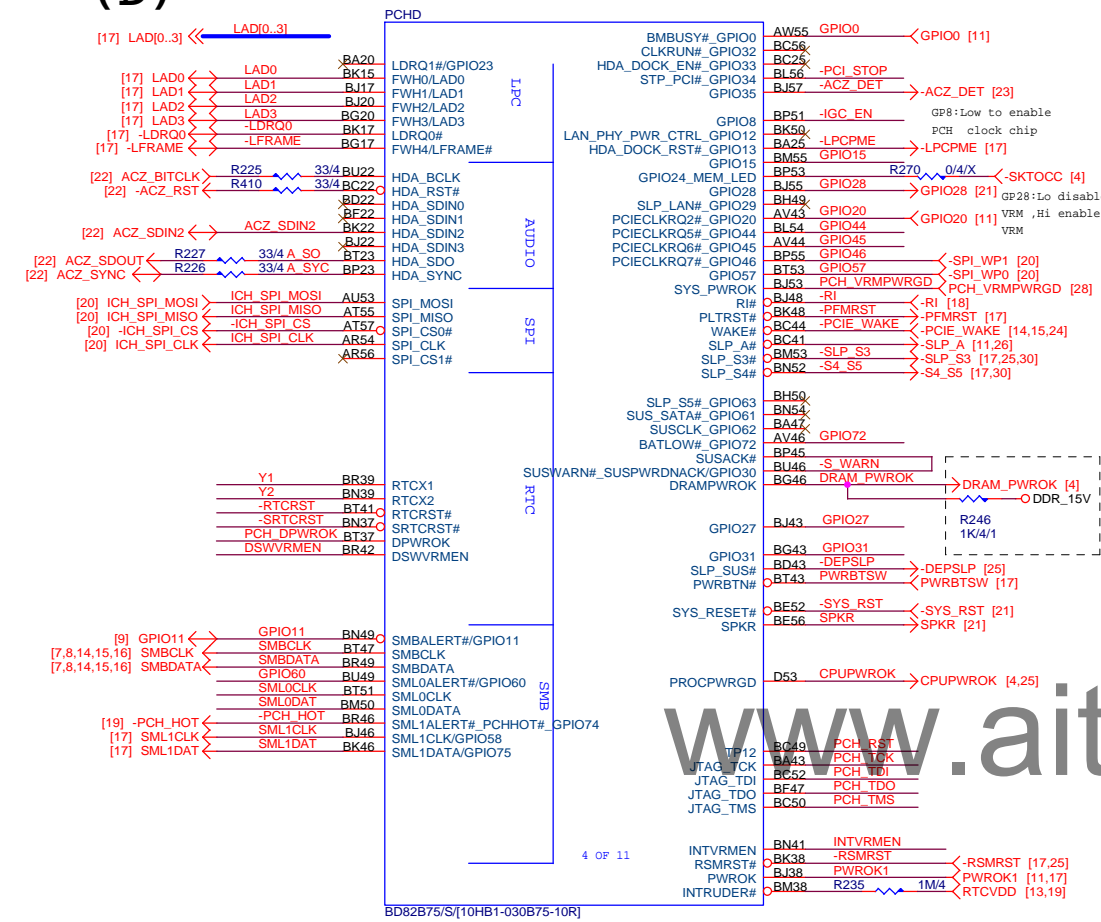 (B)
PCHD
[17] LAD[0..3] LAD[0..3]
BA20 LDRQ1#/GPIO23
[17] LAD0 LAD0 BK15 FWH0/LAD0
[17] LAD1 LAD1 BJ17 FWH1/LAD1
[17] LAD2 LAD2 BJ20 FWH2/LAD2
[17] LAD3 LAD3 BG20 FWH3/LAD3
[17] -LDRQ0 -LDRQ0 BK17 LDRQ0#
[17] -LFRAME -LFRAME BG17 FWH4/LFRAME#
LPC
[22] ACZ_BITCLK R225 33/4 BU22 HDA_BCLK
[22] -ACZ_RST R410 33/4 BC22 HDA_RST#
BD22 HDA_SDIN0
BF22 HDA_SDIN1
[22] ACZ_SDIN2 ACZ_SDIN2 BK22 HDA_SDIN2
BJ22 HDA_SDIN3
[22] ACZ_SDOUT R227 33/4 A_SO BT23 HDA_SDO
[22] ACZ_SYNC R226 33/4 A_SYC BP23 HDA_SYNC
AUDIO
[20] ICH_SPI_MOSI ICH_SPI_MOSI AU53 SPI_MOSI
[20] ICH_SPI_MISO ICH_SPI_MISO AT55 SPI_MISO
[20] -ICH_SPI_CS -ICH_SPI_CS AT57 SPI_CS0#
[20] ICH_SPI_CLK ICH_SPI_CLK AR54 SPI_CLK
AR56 SPI_CS1#
SPI
Y1 BR39 RTCX1
Y2 BN39 RTCX2
-RTCRST BT41 RTCRST#
-SRTCRST BN37 SRTCRST#
PCH_DPWROK BT37 DPWROK
DSWVRMEN BR42 DSWVRMEN
RTC
[9] GPIO11 GPIO11 BN49 SMBALERT#/GPIO11
[7,8,14,15,16] SMBCLK SMBCLK BT47 SMBCLK
[7,8,14,15,16] SMBDATA SMBDATA BR49 SMBDATA
GPIO60 BU49 SML0ALERT#/GPIO60
SML0CLK BT51 SML0CLK
SML0DAT BM50 SML0DATA
[19] -PCH_HOT -PCH_HOT BR46 SML1ALERT#_PCHHOT#_GPIO74
[17] SML1CLK SML1CLK BJ46 SML1CLK/GPIO58
[17] SML1DAT SML1DAT BK46 SML1DATA/GPIO75
SMB
MBBUSY#_GPIO0 AW55 GPIO0 GPIO0 [11]
CLKRUN#_GPIO32 BC56
HDA_DOCK_EN#_GPIO33 BC25
STP_PCI#_GPIO34 BL56 -PCI_STOP
GPIO35 BJ57 -ACZ_DET -ACZ_DET [23]
GPIO8 BP51 -IGC_EN
GP8:Low to enable
PCH clock chip
LAN_PHY_PWR_CTRL_GPIO12 BK50
HDA_DOCK_RST#_GPIO13 BA25 -LPCPME -LPCPME [17]
GPIO15 BM55 GPIO15
GPIO24_MEM_LED BP53 R270 0/4/X -SKTOCC [4]
GPIO28 BJ55 GPIO28 GPIO28 [21]
GP28:Lo disabl
VRM ,Hi enable
VRM
SLP_LAN#_GPIO29 BH49
PCIECLKRQ2#_GPIO20 AV43 GPIO20 GPIO20 [11]
PCIECLKRQ5#_GPIO44 BL54 GPIO44
PCIECLKRQ6#_GPIO45 AV44 GPIO45
PCIECLKRQ7#_GPIO46 BP55 GPIO46 -SPI_WP1 [20]
GPIO57 BT53 GPIO57 -SPI_WP0 [20]
SYS_PWROK BJ53 PCH_VRMPWRGD PCH_VRMPWRGD [28]
RI# BJ48 -RI -RI [18]
PLTRST# BK48 -PFMRST -PFMRST [17]
WAKE# BC44 -PCIE_WAKE -PCIE_WAKE [14,15,24]
SLP_A# BC41 -SLP_A [11,26]
SLP_S3# BM53 -SLP_S3 -SLP_S3 [17,25,30]
SLP_S4# BN52 -S4_S5 -S4_S5 [17,30]
SLP_S5#_GPIO63 BH50
SUS_SATA#_GPIO61 BN54
SUSCLK_GPIO62 BA47
BATLOW#_GPIO72 AV46 GPIO72
SUSACK# BP45
SUSWARN#_SUSPWRDNACK/GPIO30 BU46 -S_WARN
DRAMPWROK BG46 DRAM_PWROK DRAM_PWROK [4]
DDR_15V
R246
1K/4/1
GPIO27 BJ43 GPIO27
GPIO31 BG43 GPIO31
SLP_SUS# BD43 -DEPSLP -DEPSLP [25]
PWRBTN# BT43 PWRBTSW PWRBTSW [17]
SYS_RESET# BE52 -SYS_RST -SYS_RST [21]
SPKR BE56 SPKR SPKR [21]
PROCPWRGD D53 CPUPWROK CPUPWROK [4,25]
www.ait
TP12 BC49 PCH_RST
JTAG_TCK BA43 PCH_TCK
JTAG_TDI BC52 PCH_TDI
JTAG_TDO BF47 PCH_TDO
JTAG_TMS BC50 PCH_TMS
INTVRMEN BN41 INTVRMEN
RSMRST# BK38 -RSMRST -RSMRST [17,25]
PWROK BJ38 PWROK1 PWROK1 [11,17]
INTRUDER# BM38 R235 1M/4 RTCVDD [13,19]
4 OF 11
BD82B75/S/[10HB1-030B75-10R]